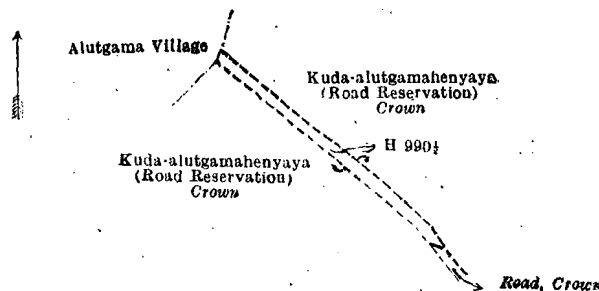 Alutgama Village
Kuda-alutgamahenyaya
(Road Reservation)
Crown
H 990½
Kuda-alutgamahenyaya
(Road Reservation)
Crown
Road, Crown